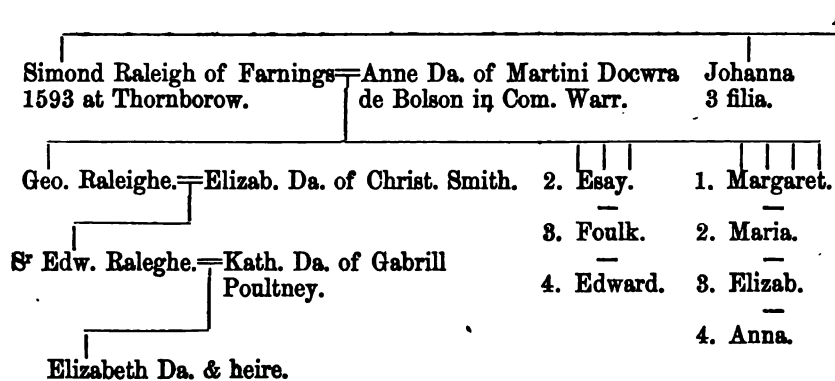 Simond Raleigh of Farnings=Anne Da. of Martini Docwra Johanna
1593 at Thornborow. de Bolson in Com. Warr. 3 filia.
Geo. Raleighe.=Elizab. Da. of Christ. Smith. 2. Esay. 1. Margaret.
3. Foulk. 2. Maria.
Sr Edw. Raleghe.=Kath. Da. of Gabrill
Poultney.
4. Edward. 3. Elizab.
4. Anna.
Elizabeth Da. & heire.